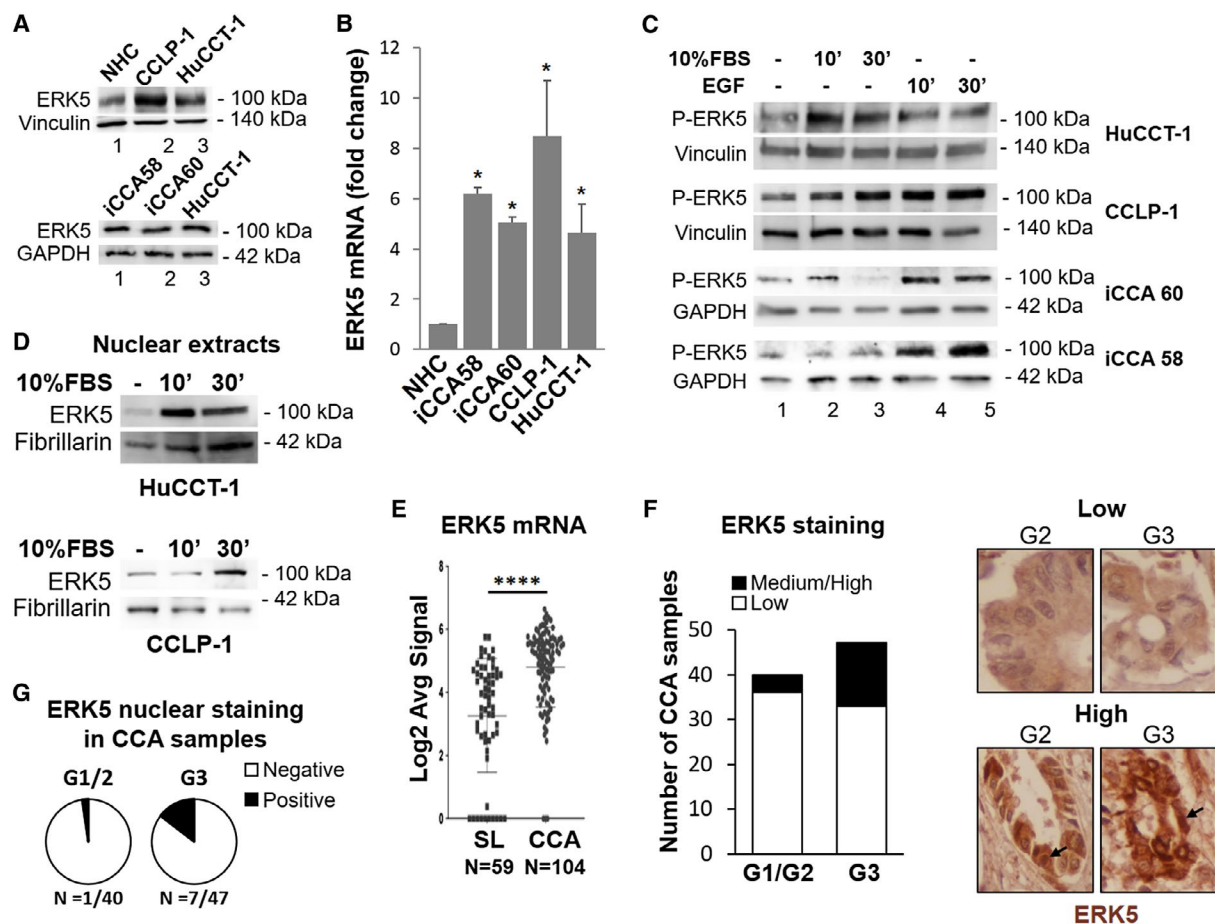 A
NHC
CCLP-1
HuCCT-1
ERK5
- 100 kDa
Vinculin
- 140 kDa
1 2 3
iCCA58
iCCA60
HuCCT-1
ERK5
- 100 kDa
GAPDH
- 42 kDa
1 2 3
B
ERK5 mRNA (fold change)
12
10
8
6
4
2
0
* * * *
NHC
iCCA58
iCCA60
CCLP-1
HuCCT-1
C
10%FBS - 10’ 30’ - -
EGF - - - 10’ 30’
P-ERK5 - 100 kDa
Vinculin - 140 kDa
HuCCT-1
P-ERK5 - 100 kDa
Vinculin - 140 kDa
CCLP-1
P-ERK5 - 100 kDa
GAPDH - 42 kDa
iCCA 60
P-ERK5 - 100 kDa
GAPDH - 42 kDa
iCCA 58
1 2 3 4 5
D
Nuclear extracts
10%FBS - 10’ 30’
ERK5 - 100 kDa
Fibrillarin - 42 kDa
HuCCT-1
10%FBS - 10’ 30’
ERK5 - 100 kDa
Fibrillarin - 42 kDa
CCLP-1
E
ERK5 mRNA
Log2 Avg Signal
8
6
4
2
0
****
SL CCA
N=59 N=104
F
ERK5 staining
Medium/High
Low
Number of CCA samples
50
40
30
20
10
0
G1/G2 G3
Low
G2 G3
High
G2 G3
ERK5
G
ERK5 nuclear staining
in CCA samples
G1/2 G3
Negative
Positive
N =1/40 N =7/47